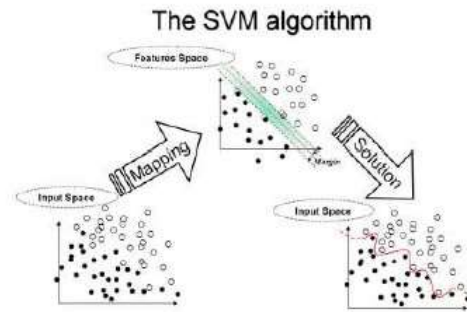 The SVM algorithm
Features Space
Mapping
Margin
Solution
Input Space
Input Space